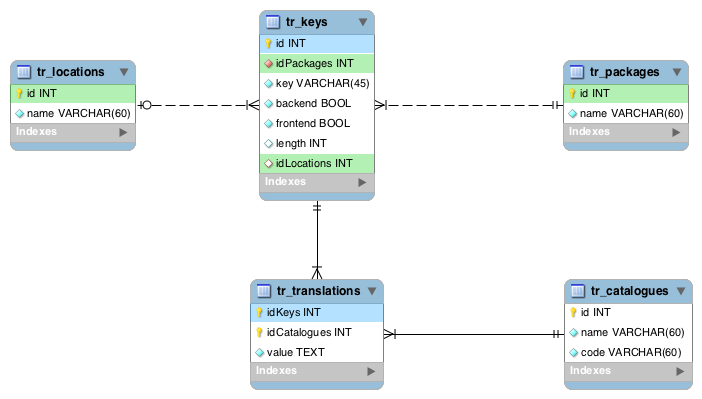 tr_keys
id INT
idPackages INT
key VARCHAR(45)
backend BOOL
frontend BOOL
length INT
idLocations INT
Indexes
tr_locations
id INT
name VARCHAR(60)
Indexes
tr_packages
id INT
name VARCHAR(60)
Indexes
tr_translations
idKeys INT
idCatalogues INT
value TEXT
Indexes
tr_catalogues
id INT
name VARCHAR(60)
code VARCHAR(60)
Indexes